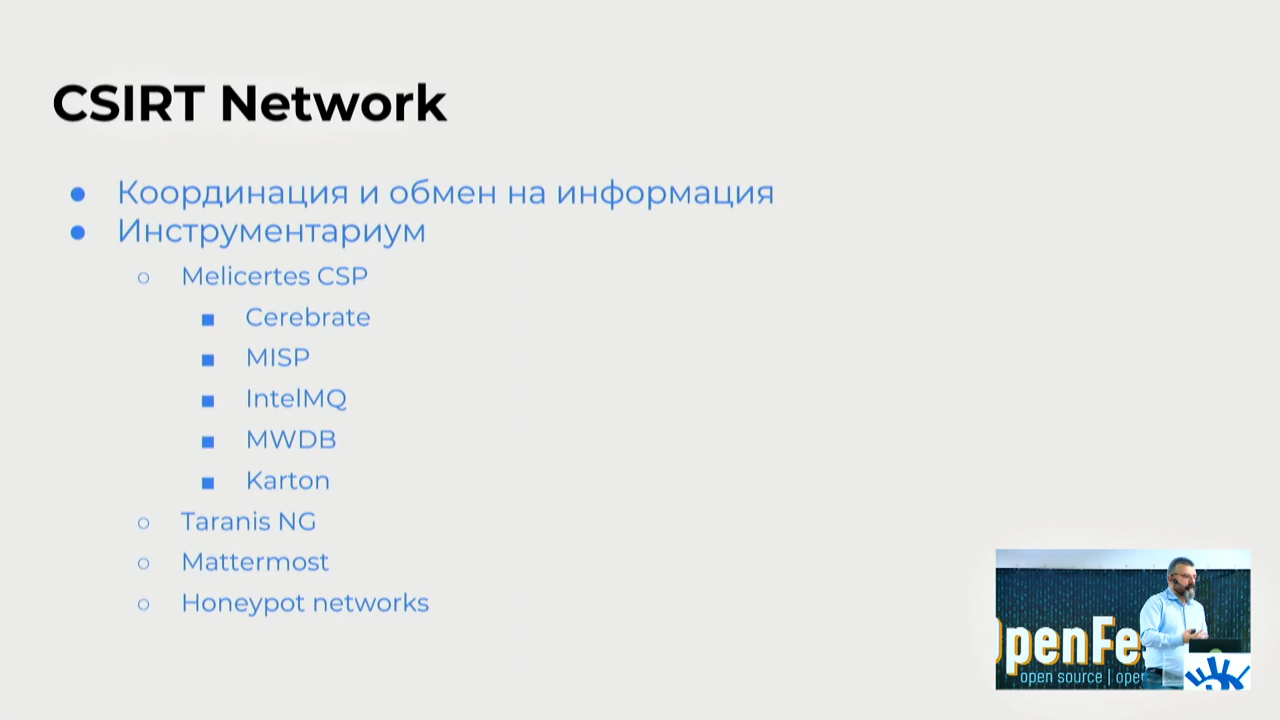 CSIRT Network
Координация и обмен на информация
Инструментариум
Melicertes CSP
Cerebrate
MISP
IntelMQ
MWDB
Karton
Taranis NG
Mattermost
Honeypot networks
OpenFe
open source | ope